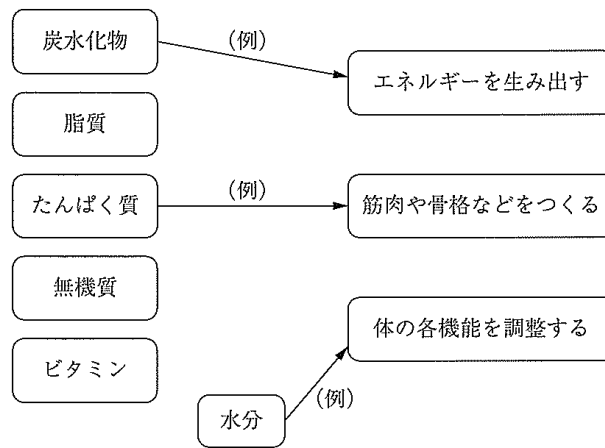 炭水化物
(例)
エネルギーを生み出す
脂質
たんぱく質
(例)
筋肉や骨格などをつくる
無機質
体の各機能を調整する
ビタミン
水分
(例)